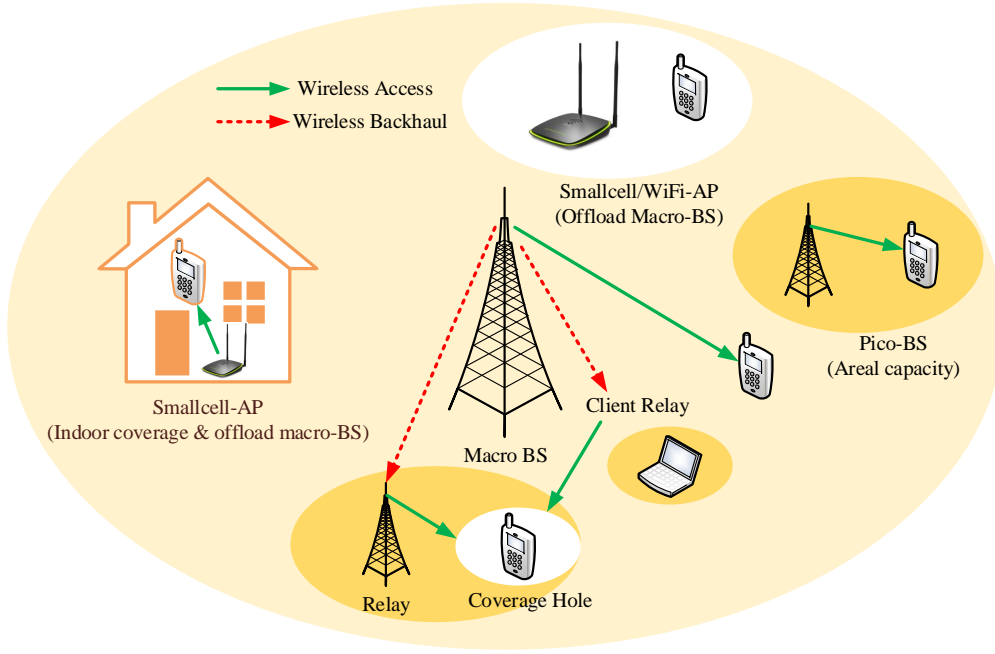 Wireless Access
Wireless Backhaul
Smallcell/WiFi-AP
(Offload Macro-BS)
Pico-BS
(Areal capacity)
Smallcell-AP
(Indoor coverage & offload macro-BS)
Client Relay
Macro BS
Relay
Coverage Hole